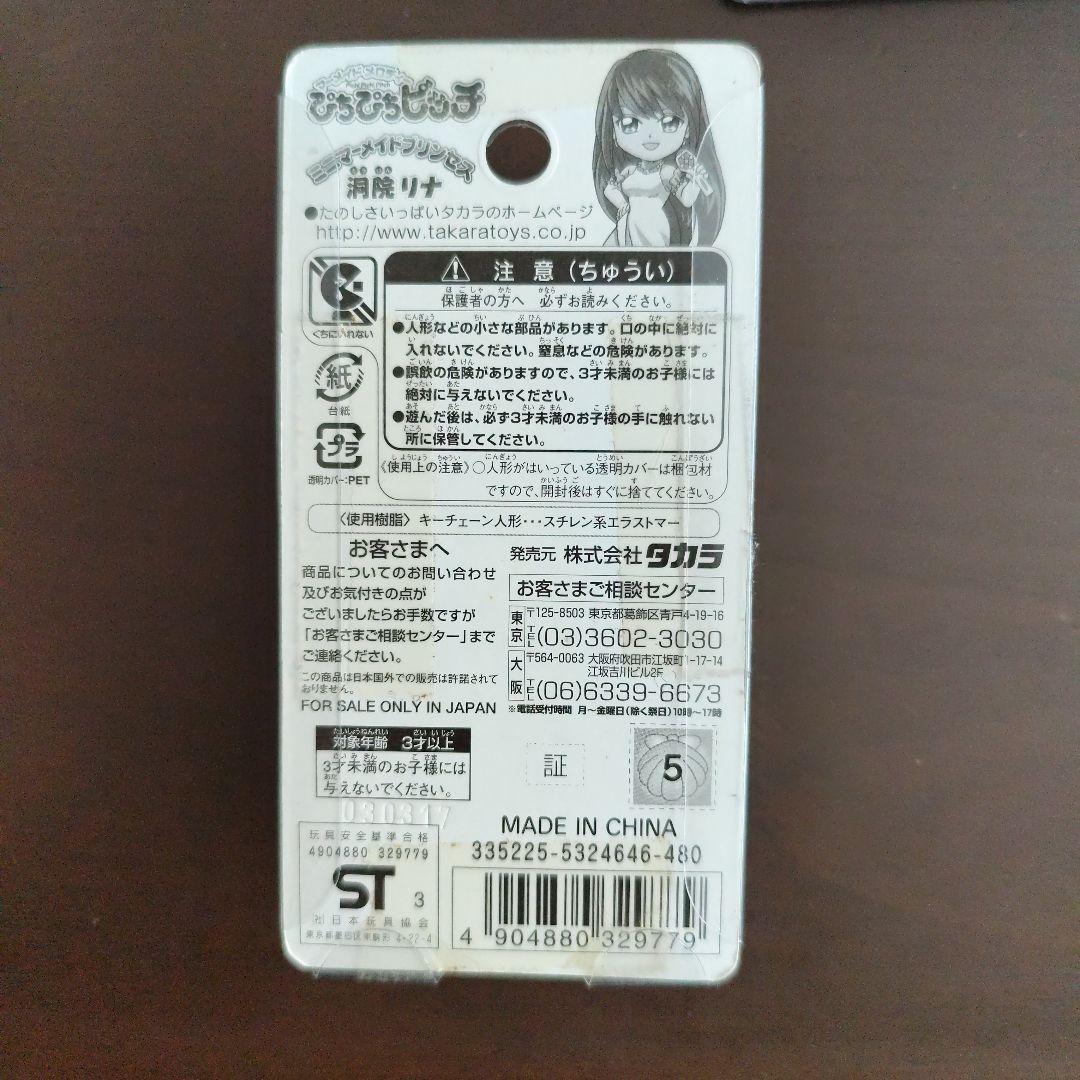 マーメイドメロディー
Pichi Pichi Pitch
ぴちぴちピッチ
ミニマーメイドプリンセス
洞院 リナ
●たのしさいっぱいタカラのホームページ
http://www.takaratoys.co.jp
くちに入れない
注 意（ちゅうい）
保護者の方へ 必ずお読みください。
●人形などの小さな部品があります。口の中に絶対に
入れないでください。窒息などの危険があります。
●誤飲の危険がありますので、3才未満のお子様には
絶対に与えないでください。
●遊んだ後は、必ず3才未満のお子様の手に触れない
所に保管してください。
紙
台紙
プラ
透明カバー:PET
〈使用上の注意〉○人形がはいっている透明カバーは梱包材
ですので、開封後はすぐに捨ててください。
〈使用樹脂〉 キーチェーン人形･･･スチレン系エラストマー
お客さまへ
商品についてのお問い合わせ
及びお気付きの点が
ございましたらお手数ですが
「お客さまご相談センター」まで
ご連絡ください。
この商品は日本国外での販売は許諾されて
おりません。
FOR SALE ONLY IN JAPAN
発売元 株式会社タカラ
お客さまご相談センター
東京 〒125-8503 東京都葛飾区青戸4-19-16
TEL(03)3602-3030
大阪 〒564-0063 大阪府吹田市江坂町1-17-14
江坂吉川ビル2F
TEL(06)6339-6673
※電話受付時間 月～金曜日(除く祭日)10時～17時
対象年齢 3才以上
3才未満のお子様には
与えないでください。
証
5
030317
玩具安全基準合格
4904880 329779
ST 3
(社)日本玩具協会
東京都墨田区東駒形 4-22-4
MADE IN CHINA
335225-5324646-480
4 904880 329779